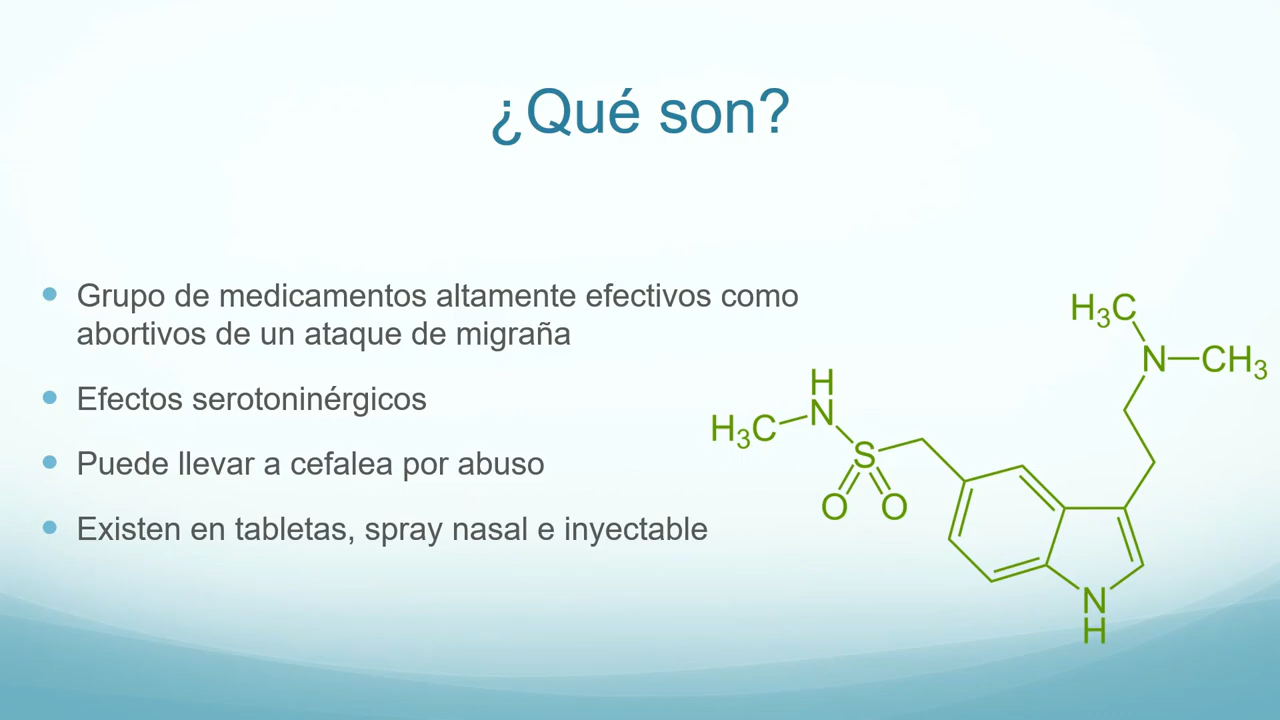 ¿Qué son?
Grupo de medicamentos altamente efectivos como
abortivos de un ataque de migraña
Efectos serotoninérgicos
Puede llevar a cefalea por abuso
Existen en tabletas, spray nasal e inyectable
H3C
N
CH3
H
N
H3C
S
O
O
N
H